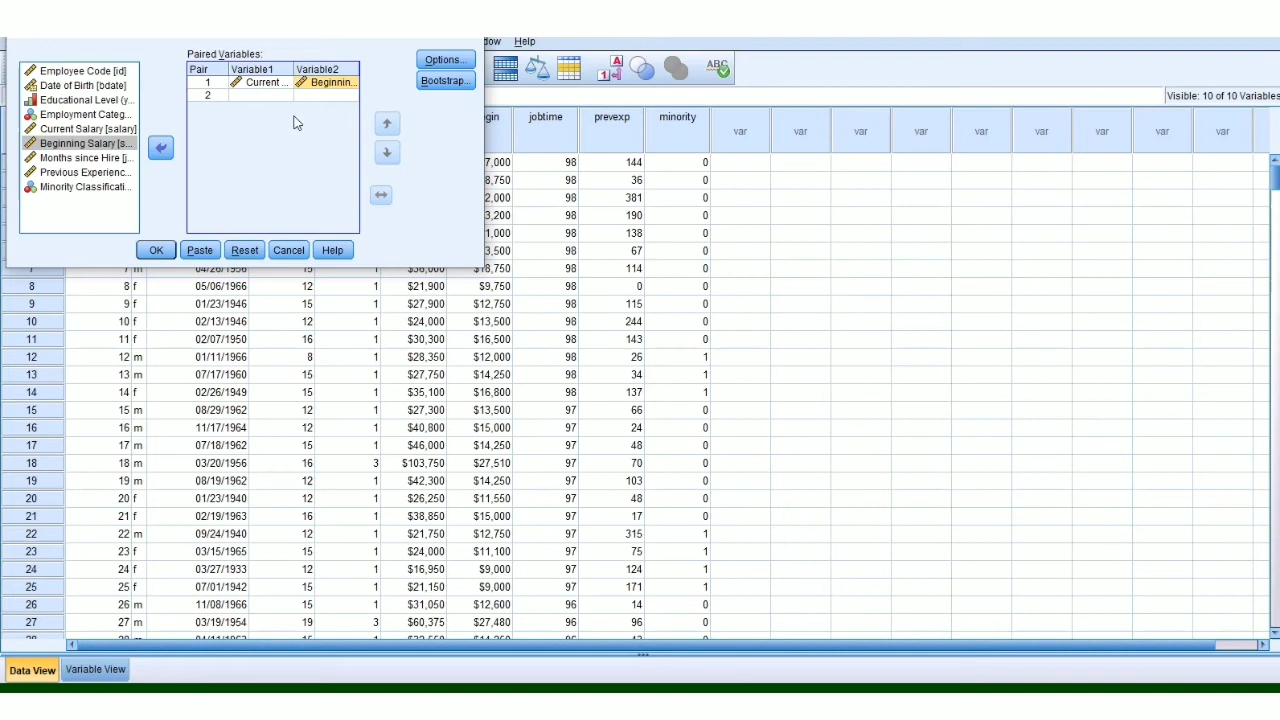 ndow Help
Paired Variables:
Options...
Employee Code [id]
Pair Variable1 Variable2
Bootstrap...
Date of Birth [bdate]
1 Current ... Beginnin...
Educational Level (y...
2
Visible: 10 of 10 Variables
Employment Categ...
Current Salary [salary]
Beginning Salary [s...
Months since Hire [j...
Previous Experienc...
Minority Classificati...
OK Paste Reset Cancel Help
gin jobtime prevexp minority var var var var var var var var var
7,000 98 144 0
8,750 98 36 0
2,000 98 381 0
3,200 98 190 0
1,000 98 138 0
3,500 98 67 0
7 7 m 04/26/1956 15 1 $36,000 $18,750 98 114 0
8 8 f 05/06/1966 12 1 $21,900 $9,750 98 0 0
9 9 f 01/23/1946 15 1 $27,900 $12,750 98 115 0
10 10 f 02/13/1946 12 1 $24,000 $13,500 98 244 0
11 11 f 02/07/1950 16 1 $30,300 $16,500 98 143 0
12 12 m 01/11/1966 8 1 $28,350 $12,000 98 26 1
13 13 m 07/17/1960 15 1 $27,750 $14,250 98 34 1
14 14 f 02/26/1949 15 1 $35,100 $16,800 98 137 1
15 15 m 08/29/1962 12 1 $27,300 $13,500 97 66 0
16 16 m 11/17/1964 12 1 $40,800 $15,000 97 24 0
17 17 m 07/18/1962 15 1 $46,000 $14,250 97 48 0
18 18 m 03/20/1956 16 3 $103,750 $27,510 97 70 0
19 19 m 08/19/1962 12 1 $42,300 $14,250 97 103 0
20 20 f 01/23/1940 12 1 $26,250 $11,550 97 48 0
21 21 f 02/19/1963 16 1 $38,850 $15,000 97 17 0
22 22 m 09/24/1940 12 1 $21,750 $12,750 97 315 1
23 23 f 03/15/1965 15 1 $24,000 $11,100 97 75 1
24 24 f 03/27/1933 12 1 $16,950 $9,000 97 124 1
25 25 f 07/01/1942 15 1 $21,150 $9,000 97 171 1
26 26 m 11/08/1966 15 1 $31,050 $12,600 96 14 0
27 27 m 03/19/1954 19 3 $60,375 $27,480 96 96 0
Data View Variable View